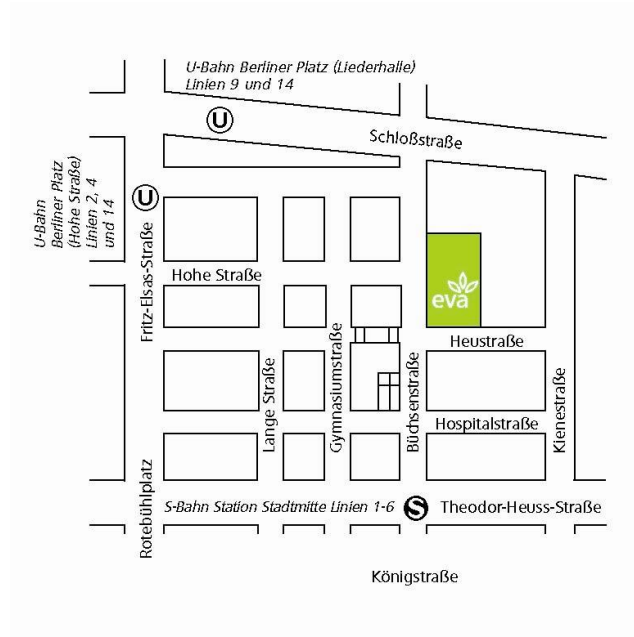 U-Bahn Berliner Platz (Liederhalle)
Linien 9 und 14
U
Schloßstraße
U-Bahn
Berliner Platz
(Hohe Straße)
Linien 2, 4
und 14
U
Fritz-Elsas-Straße
Hohe Straße
eva
Heustraße
Lange Straße
Gymnasiumstraße
Büchsenstraße
Kienestraße
Hospitalstraße
Rotebühlplatz
S-Bahn Station Stadtmitte Linien 1-6
S
Theodor-Heuss-Straße
Königstraße